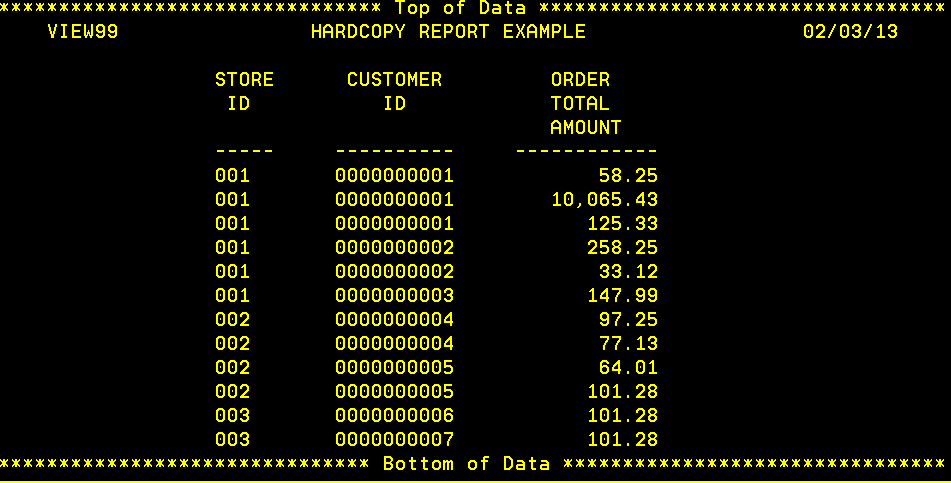 ******************************** Top of Data **********************************
VIEW99 HARDCOPY REPORT EXAMPLE 02/03/13
STORE CUSTOMER ORDER
ID ID TOTAL
AMOUNT
----- ---------- ------------
001 0000000001 58.25
001 0000000001 10,065.43
001 0000000001 125.33
001 0000000002 258.25
001 0000000002 33.12
001 0000000003 147.99
002 0000000004 97.25
002 0000000004 77.13
002 0000000005 64.01
002 0000000005 101.28
003 0000000006 101.28
003 0000000007 101.28
******************************* Bottom of Data ********************************